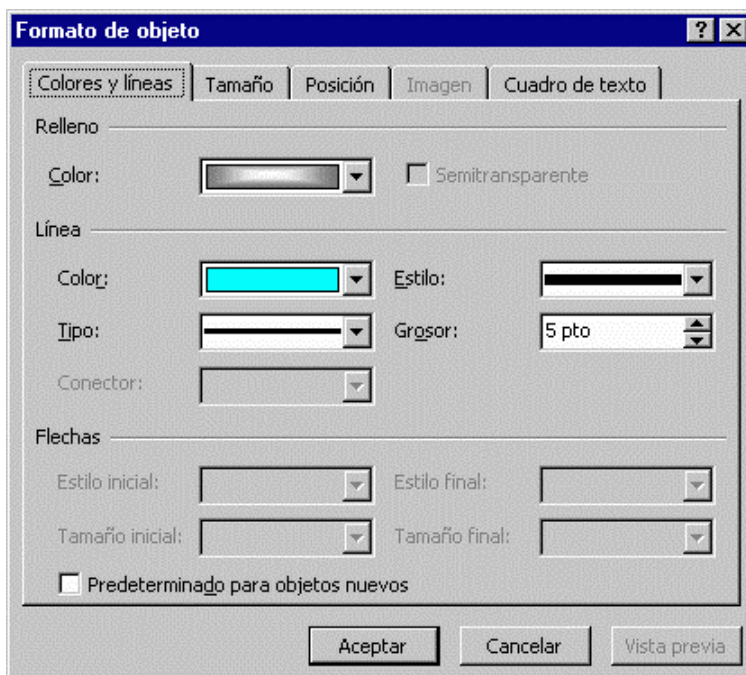 Formato de objeto
Colores y líneas Tamaño Posición Imagen Cuadro de texto
Relleno
Color: Semitransparente
Línea
Color: Estilo:
Tipo: Grosor: 5 pto
Conector:
Flechas
Estilo inicial: Estilo final:
Tamaño inicial: Tamaño final:
Predeterminado para objetos nuevos
Aceptar Cancelar Vista previa